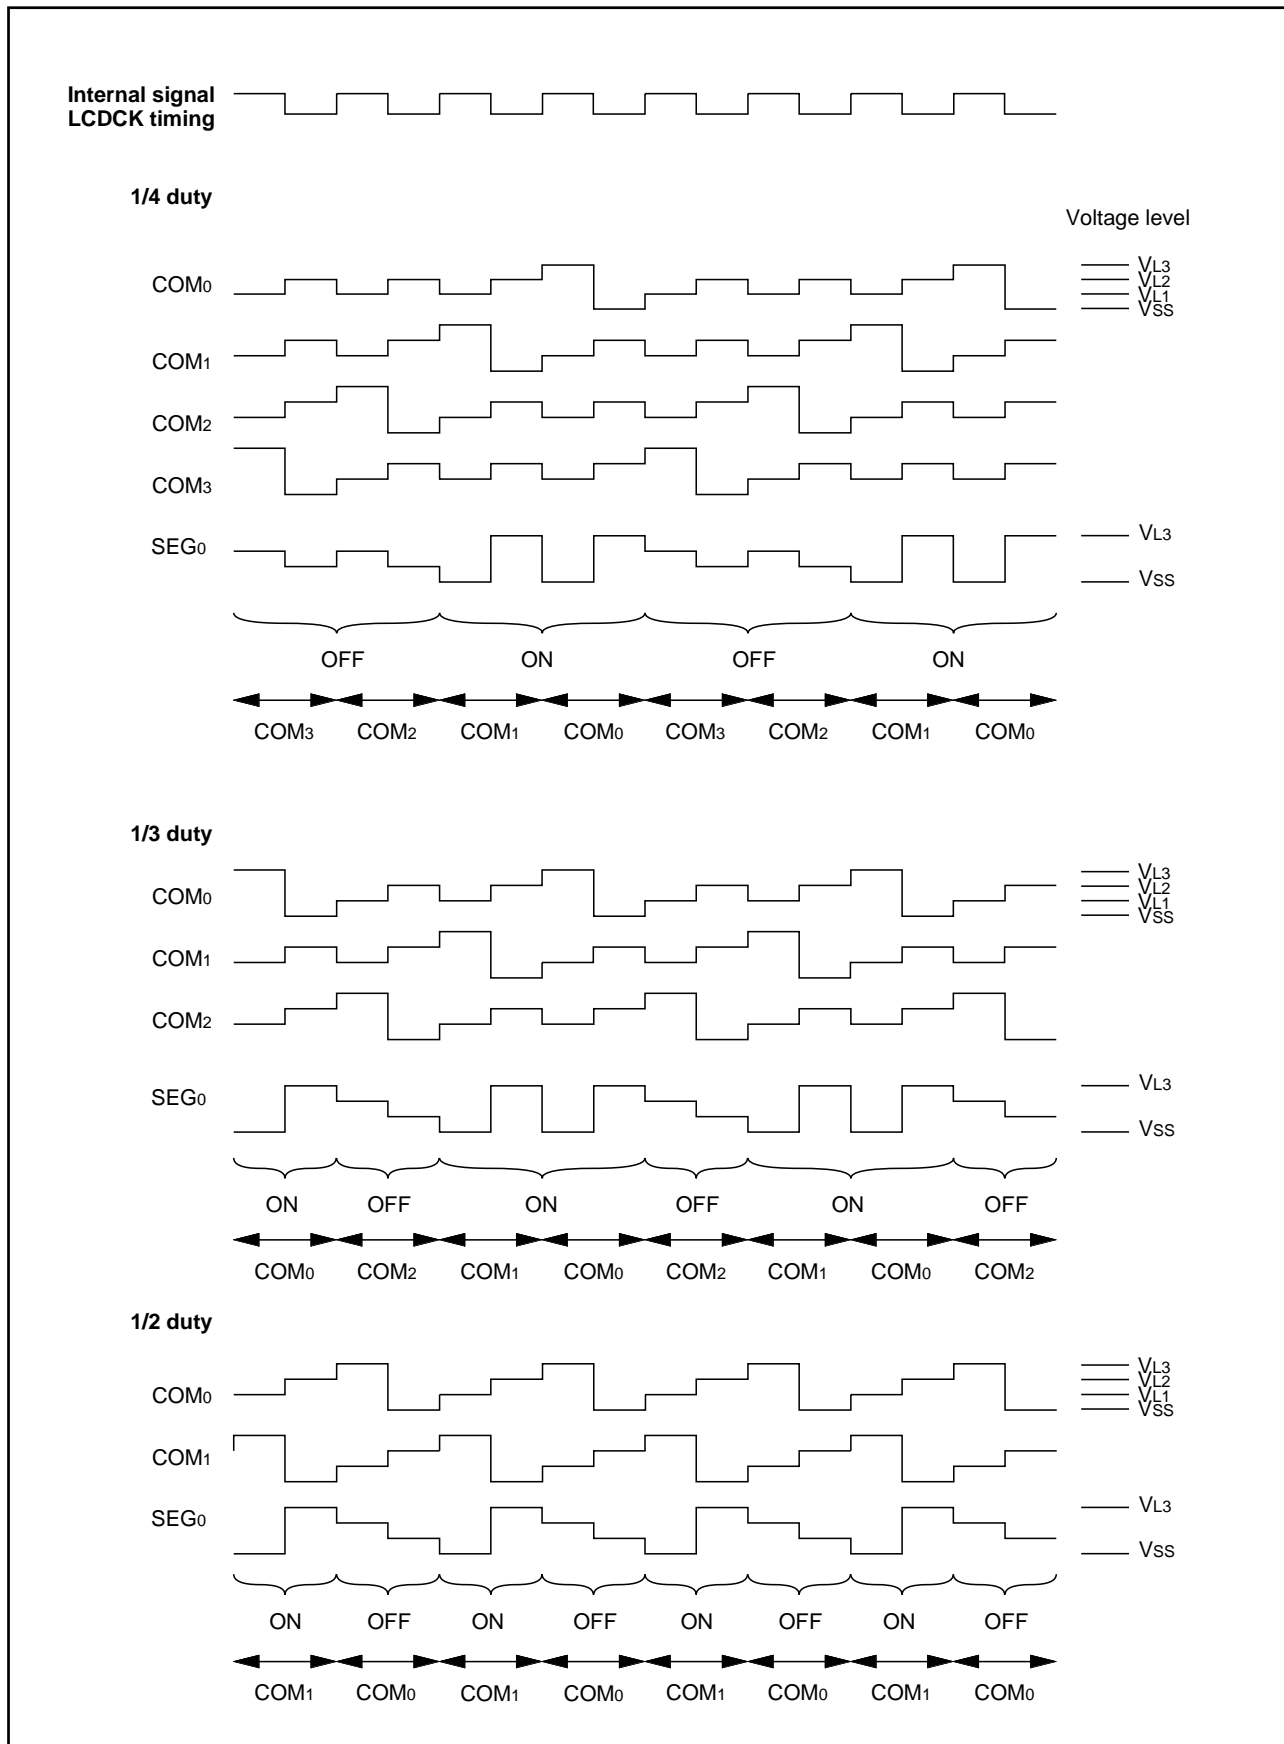 Internal signal
LCDCK timing
1/4 duty
Voltage level
COM0
VL3
VL2
VL1
VSS
COM1
COM2
COM3
SEG0
VL3
VSS
OFF ON OFF ON
COM3 COM2 COM1 COM0 COM3 COM2 COM1 COM0
1/3 duty
COM0
VL3
VL2
VL1
VSS
COM1
COM2
SEG0
VL3
VSS
ON OFF ON OFF ON OFF
COM0 COM2 COM1 COM0 COM2 COM1 COM0 COM2
1/2 duty
COM0
VL3
VL2
VL1
VSS
COM1
SEG0
VL3
VSS
ON OFF ON OFF ON OFF ON OFF
COM1 COM0 COM1 COM0 COM1 COM0 COM1 COM0